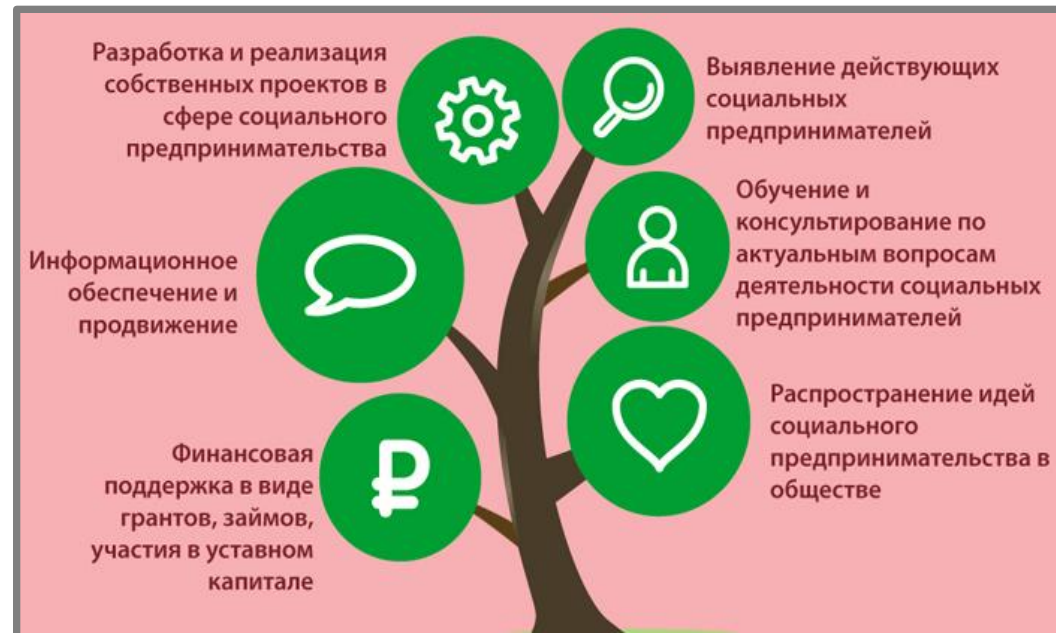 Разработка и реализация
собственных проектов в
сфере социального
предпринимательства
Выявление действующих
социальных
предпринимателей
Информационное
обеспечение и
продвижение
Обучение и
консультирование по
актуальным вопросам
деятельности социальных
предпринимателей
Финансовая
поддержка в виде
грантов, займов,
участия в уставном
капитале
Распространение идей
социального
предпринимательства в
обществе